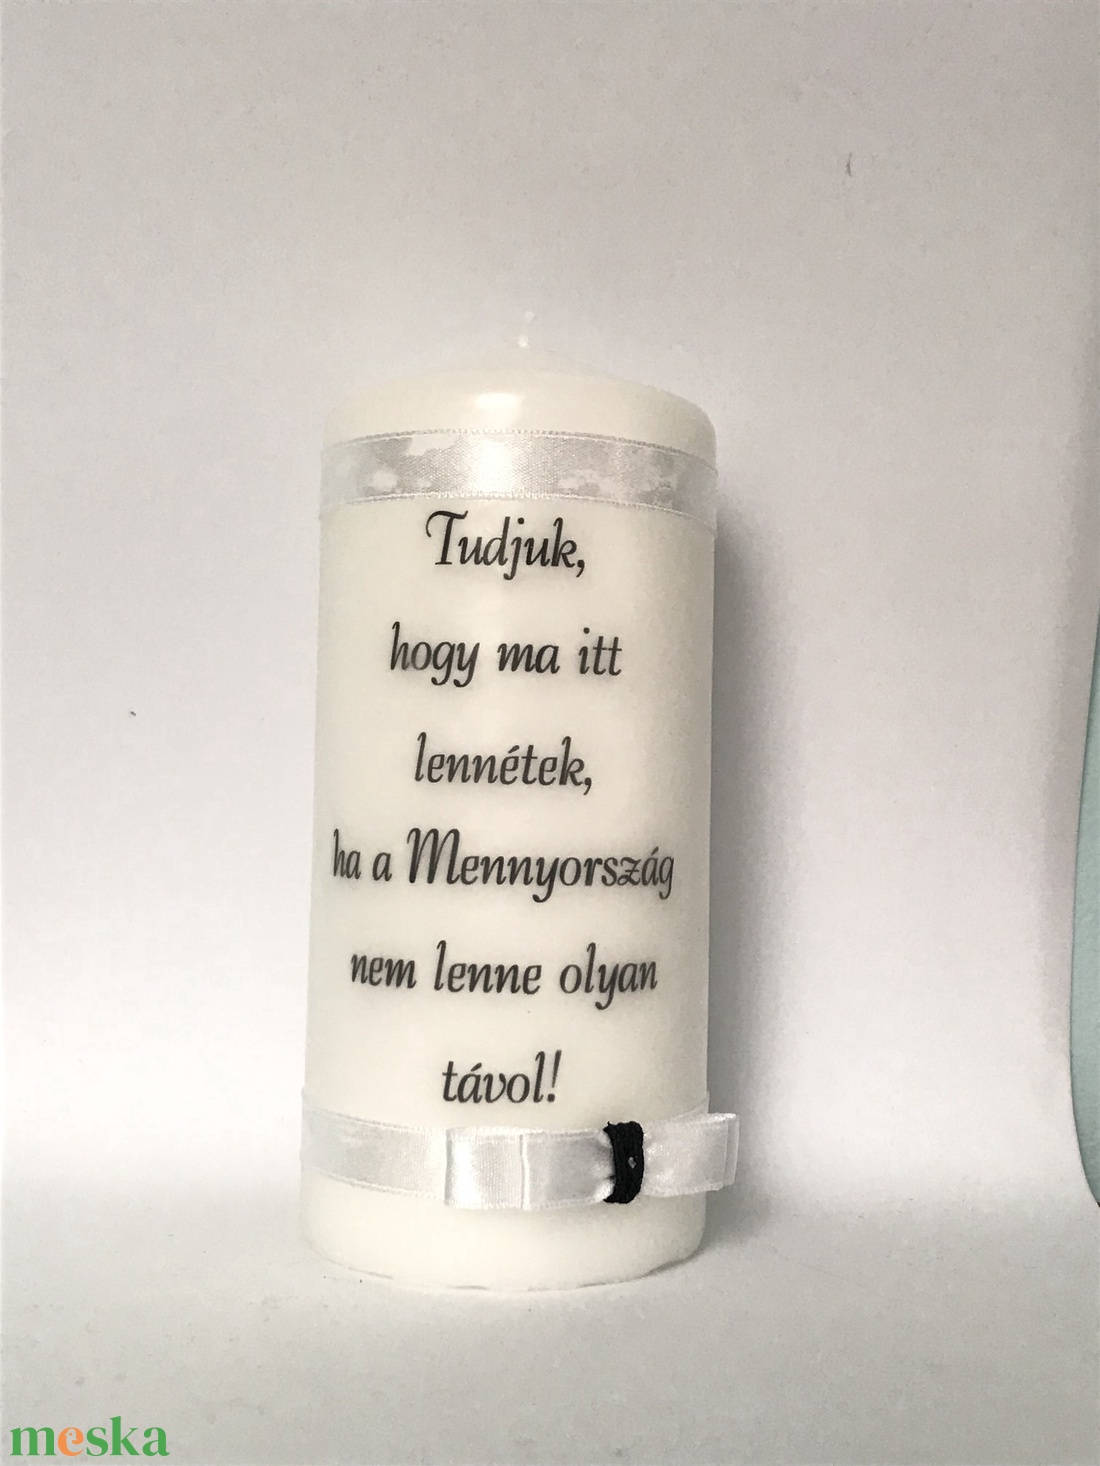 Tudjuk,
hogy ma itt
lennétek,
ha a Mennyország
nem lenne olyan
távol!
meska